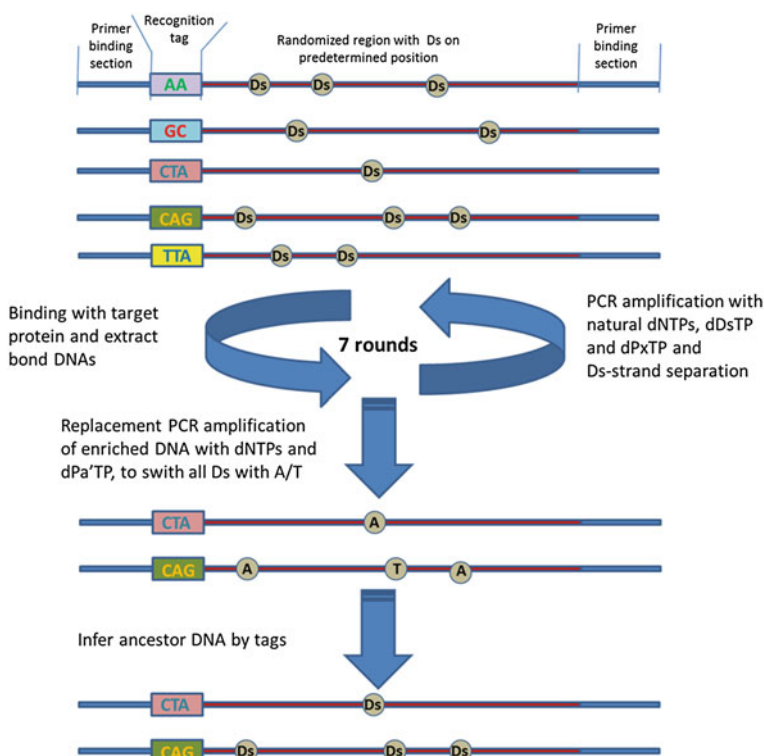 Primer
binding
section
Recognition
tag
Randomized region with Ds on
predetermined position
Primer
binding
section
AA Ds Ds Ds
GC Ds Ds
CTA Ds
CAG Ds Ds Ds
TTA Ds Ds
Binding with target
protein and extract
bond DNAs
7 rounds
PCR amplification with
natural dNTPs, dDsTP
and dPxTP and
Ds-strand separation
Replacement PCR amplification
of enriched DNA with dNTPs and
dPa'TP, to swith all Ds with A/T
CTA A
CAG A T A
Infer ancestor DNA by tags
CTA Ds
CAG Ds Ds Ds